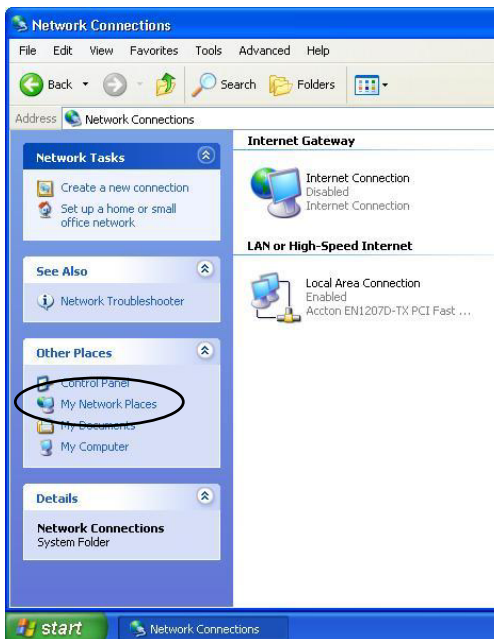 Network Connections
File Edit View Favorites Tools Advanced Help
Back Search Folders
Address Network Connections
Network Tasks
Create a new connection
Set up a home or small
office network
See Also
Network Troubleshooter
Other Places
Control Panel
My Network Places
My Documents
My Computer
Details
Network Connections
System Folder
Internet Gateway
Internet Connection
Disabled
Internet Connection
LAN or High-Speed Internet
Local Area Connection
Enabled
Accton EN1207D-TX PCI Fast ...
start Network Connections